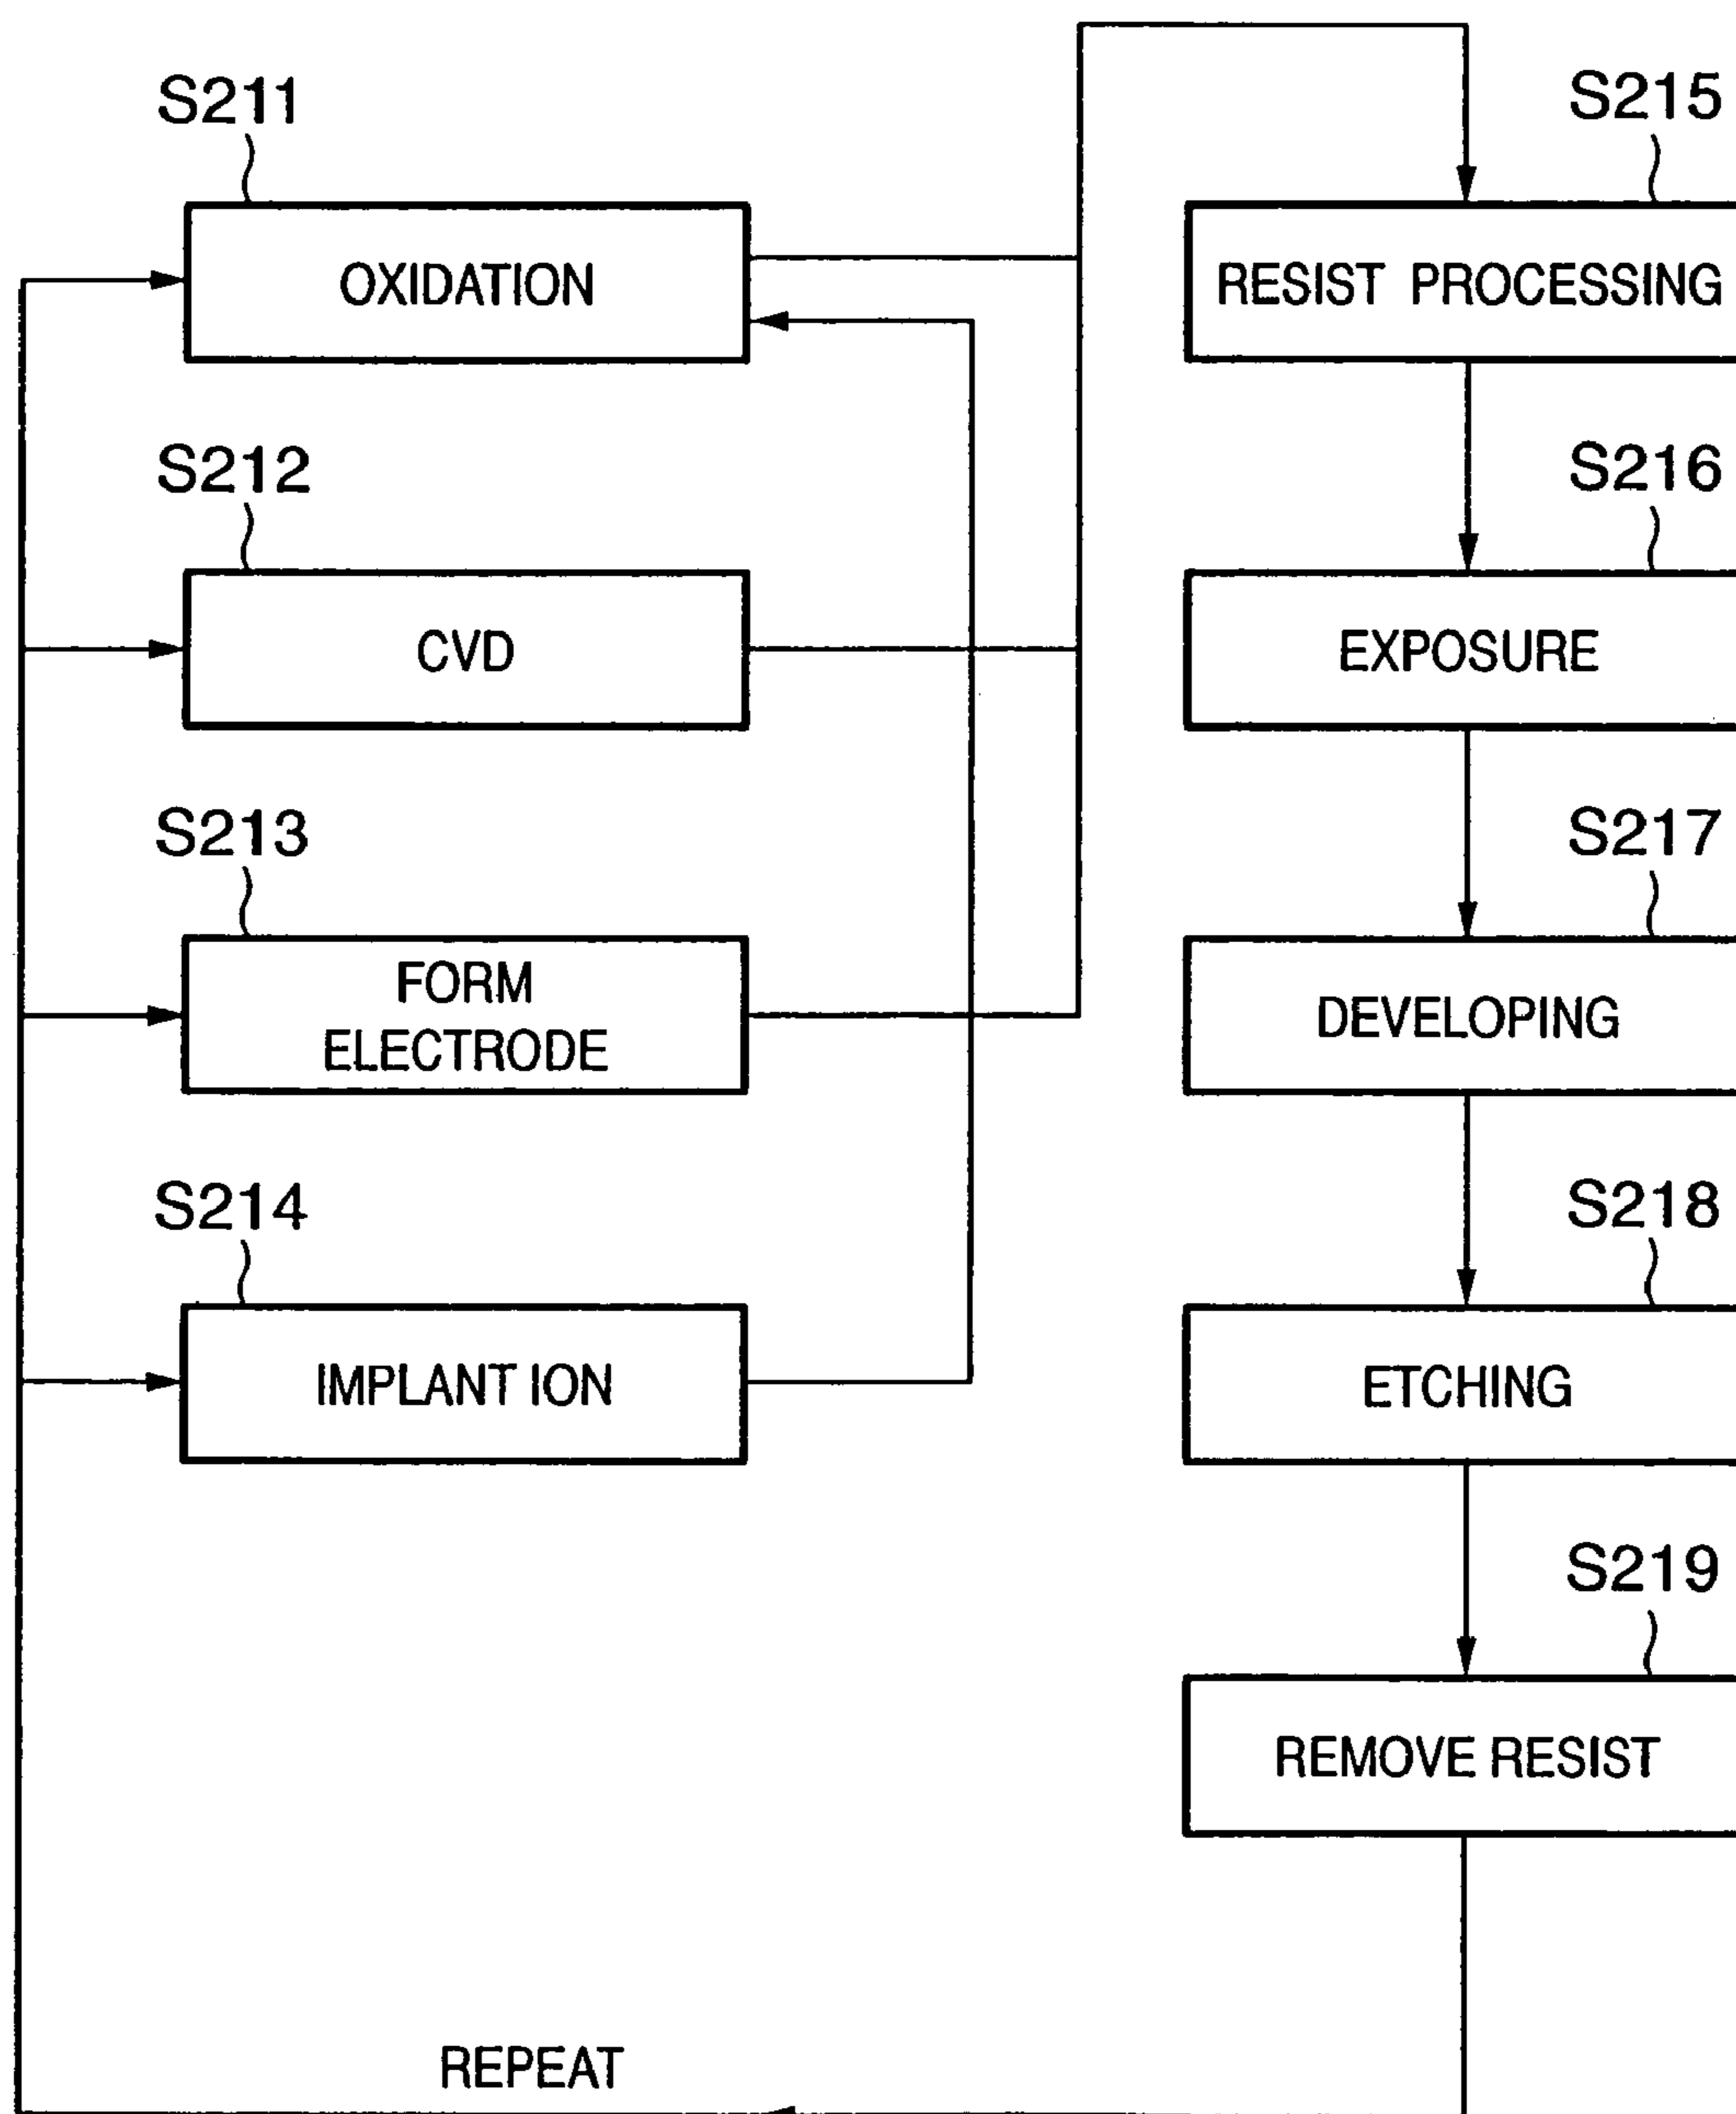 S211
OXIDATION
S212
CVD
S213
FORM
ELECTRODE
S214
IMPLANT ION
S215
RESIST PROCESSING
S216
EXPOSURE
S217
DEVELOPING
S218
ETCHING
S219
REMOVE RESIST
REPEAT